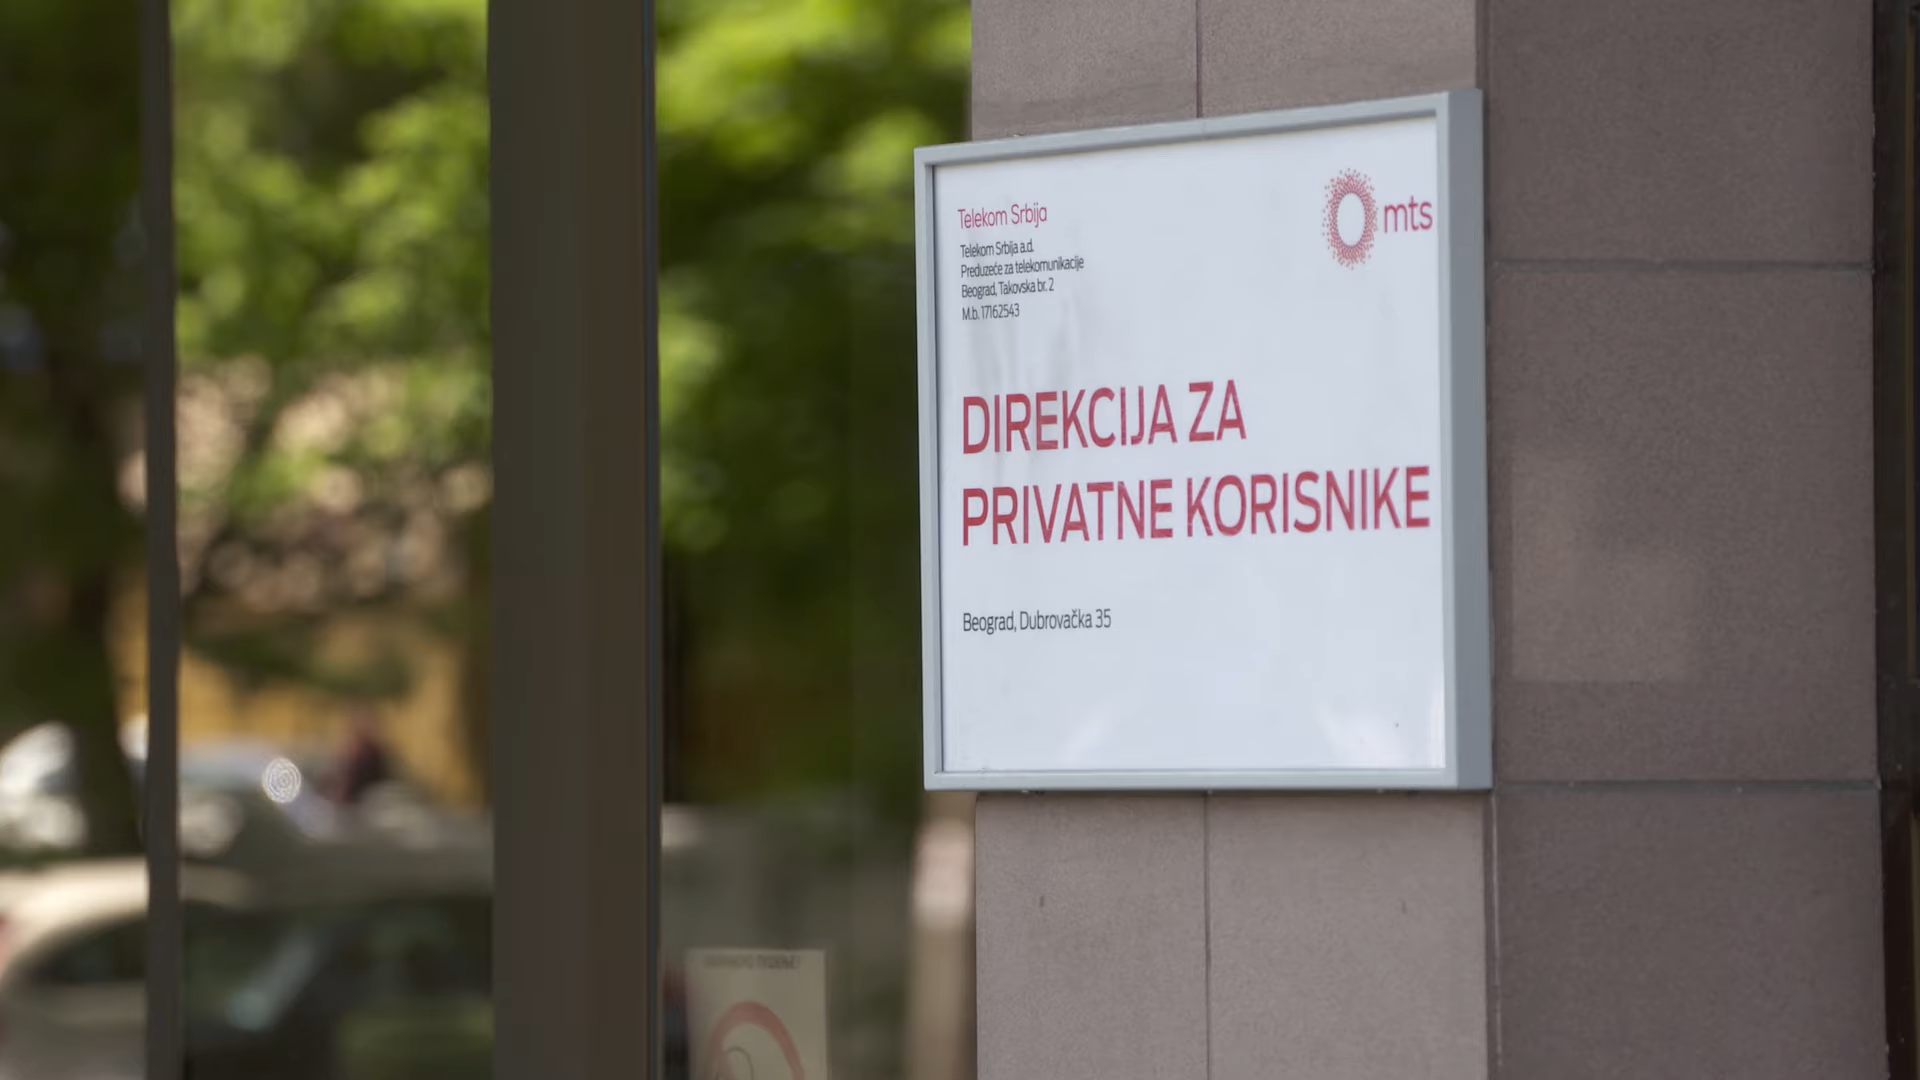 Telekom Srbija
Telekom Srbija a.d.
Preduzeće za telekomunikacije
Beograd, Takovska br. 2
M.b. 17162543
mts
DIREKCIJA ZA
PRIVATNE KORISNIKE
Beograd, Dubrovačka 35